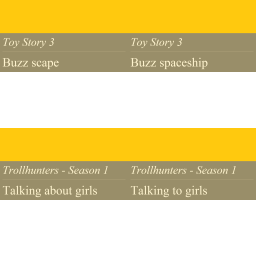 Toy Story 3 Toy Story 3
Buzz scape Buzz spaceship
Trollhunters - Season 1 Trollhunters - Season 1
Talking about girls Talking to girls